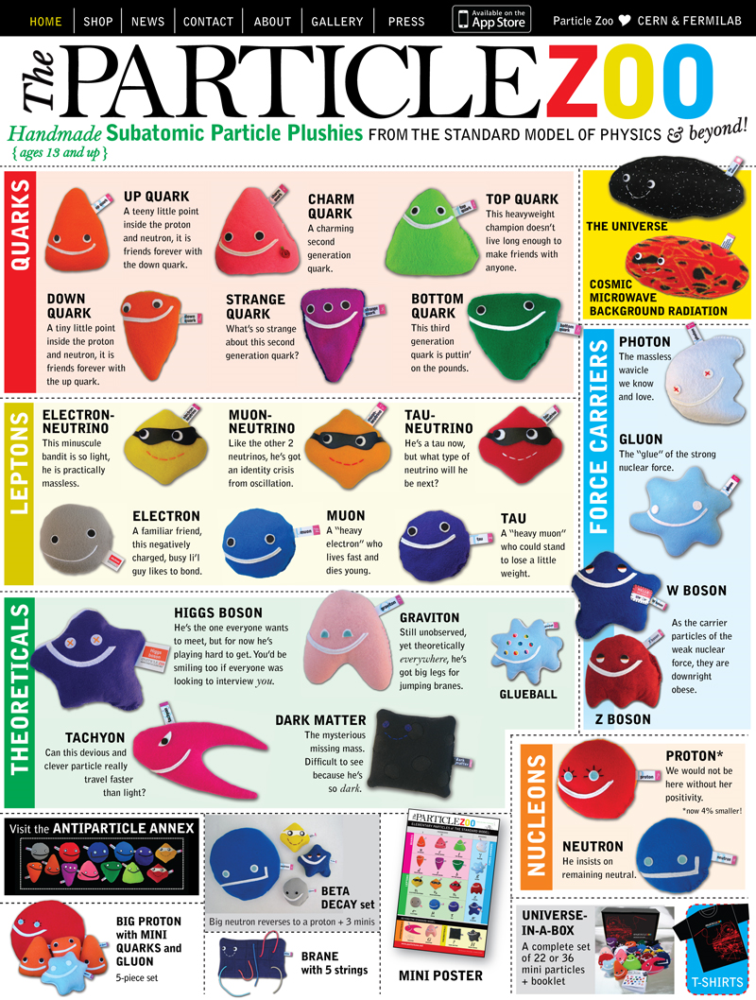 HOME SHOP NEWS CONTACT ABOUT GALLERY PRESS
Available on the
App Store
Particle Zoo CERN & FERMILAB
The PARTICLE ZOO
Handmade Subatomic Particle Plushies FROM THE STANDARD MODEL OF PHYSICS & beyond!
{ ages 13 and up }
QUARKS
UP QUARK
A teeny little point
inside the proton
and neutron, it is
friends forever with
the down quark.
CHARM
QUARK
A charming
second
generation
quark.
TOP QUARK
This heavyweight
champion doesn't
live long enough to
make friends with
anyone.
DOWN
QUARK
A tiny little point
inside the proton
and neutron, it is
friends forever with
the up quark.
STRANGE
QUARK
What's so strange
about this second
generation quark?
BOTTOM
QUARK
This third
generation
quark is puttin'
on the pounds.
THE UNIVERSE
COSMIC
MICROWAVE
BACKGROUND RADIATION
LEPTONS
ELECTRON-
NEUTRINO
This minuscule
bandit is so light,
he is practically
massless.
MUON-
NEUTRINO
Like the other 2
neutrinos, he's got
an identity crisis
from oscillation.
TAU-
NEUTRINO
He's a tau now,
but what type of
neutrino will he
be next?
ELECTRON
A familiar friend,
this negatively
charged, busy li'l
guy likes to bond.
MUON
A "heavy
electron" who
lives fast and
dies young.
muon
TAU
A "heavy muon"
who could stand
to lose a little
weight.
tau
FORCE CARRIERS
PHOTON
The massless
wavicle
we know
and love.
GLUON
The "glue" of the strong
nuclear force.
W BOSON
As the carrier
particles of the
weak nuclear
force, they are
downright
obese.
Z BOSON
THEORETICALS
HIGGS BOSON
He's the one everyone wants
to meet, but for now he's
playing hard to get. You'd be
smiling too if everyone was
looking to interview you.
Higgs
boson
GRAVITON
Still unobserved,
yet theoretically
everywhere, he's
got big legs for
jumping branes.
graviton
GLUEBALL
TACHYON
Can this devious and
clever particle really
travel faster
than light?
DARK MATTER
The mysterious
missing mass.
Difficult to see
because he's
so dark.
dark
matter
NUCLEONS
PROTON*
We would not be
here without her
positivity.
*now 4% smaller!
proton
NEUTRON
He insists on
remaining neutral.
neutron
Visit the ANTIPARTICLE ANNEX
BETA
DECAY set
Big neutron reverses to a proton + 3 minis
BIG PROTON
with MINI
QUARKS and
GLUON
5-piece set
BRANE
with 5 strings
The PARTICLE ZOO
MINI POSTER
UNIVERSE-
IN-A-BOX
A complete set
of 22 or 36
mini particles
+ booklet
T-SHIRTS